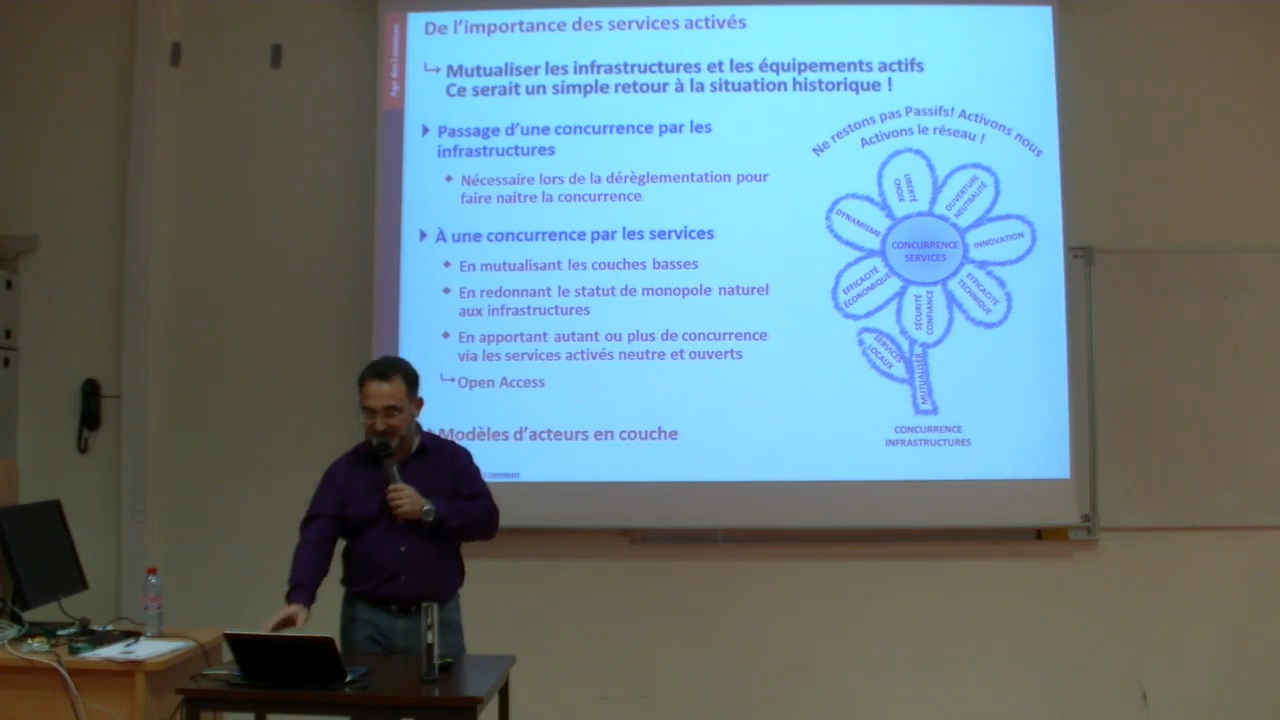 De l'importance des services activés
Mutualiser les infrastructures et les équipements actifs
Ce serait un simple retour à la situation historique !
Passage d'une concurrence par les
infrastructures
Nécessaire lors de la dérèglementation pour
faire naitre la concurrence
À une concurrence par les services
En mutualisant les couches basses
En redonnant le statut de monopole naturel
aux infrastructures
En apportant autant ou plus de concurrence
via les services activés neutre et ouverts
Open Access
Modèles d'acteurs en couche
Ne restons pas Passifs! Activons nous
Activons le réseau !
LIBERTÉ
CHOIX
OUVERTURE
NEUTRALITÉ
DYNAMISME
INNOVATION
CONCURRENCE
SERVICES
EFFICACITÉ
ÉCONOMIQUE
EFFICACITÉ
TECHNIQUE
SÉCURITÉ
CONFIANCE
SERVICES
LOCAUX
MUTUALISER
CONCURRENCE
INFRASTRUCTURES